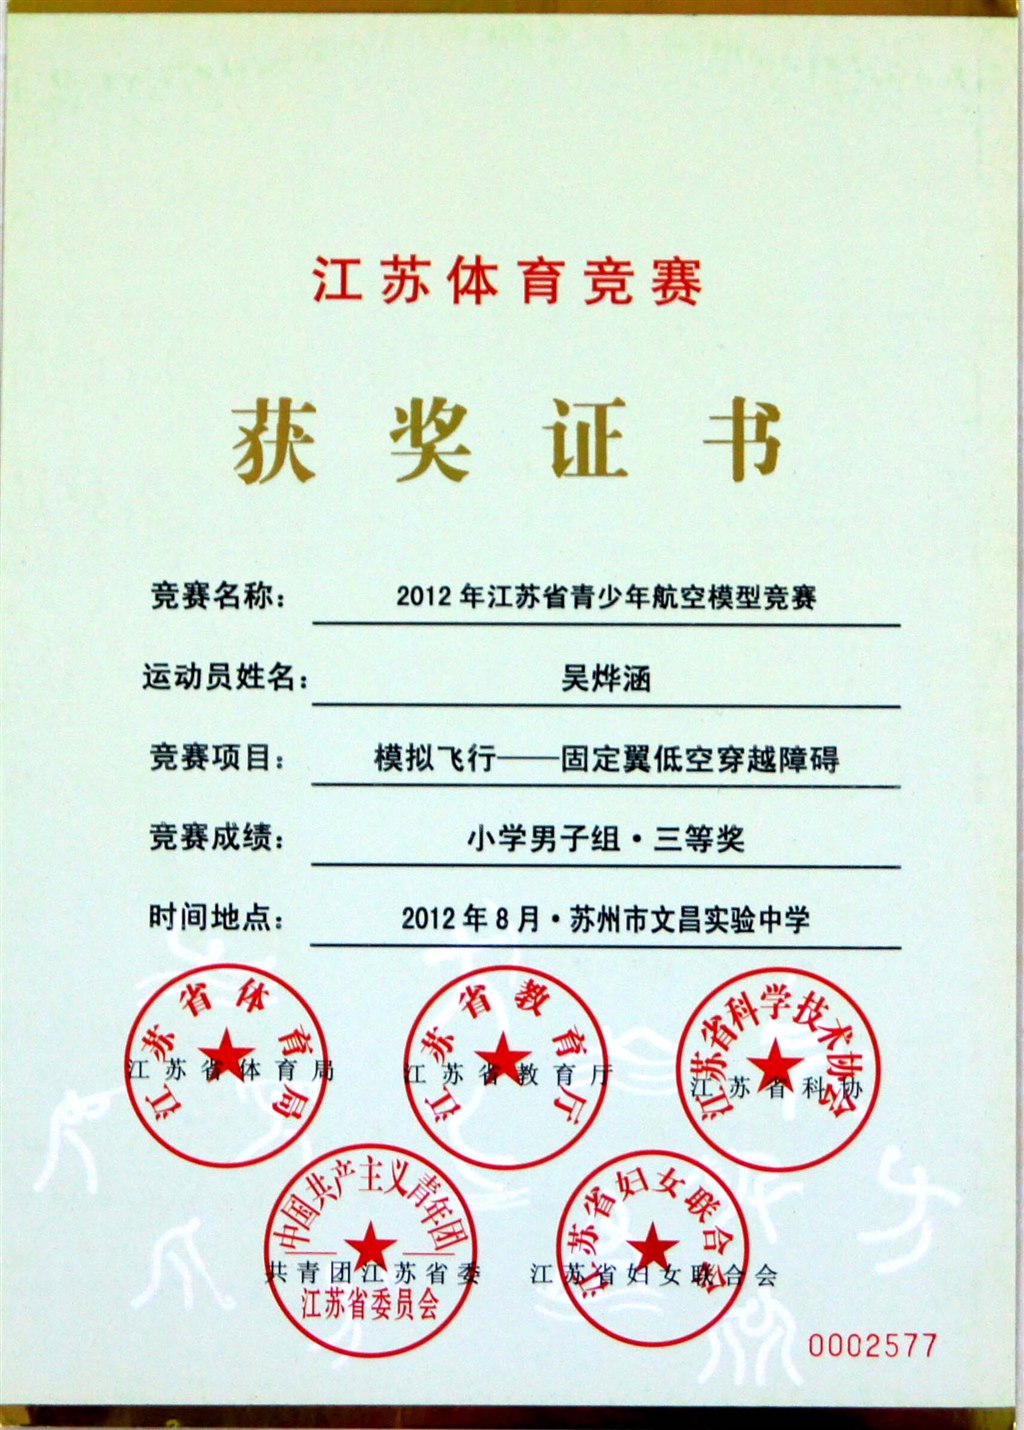 江苏体育竞赛
获奖证书
竞赛名称： 2012年江苏省青少年航空模型竞赛
运动员姓名： 吴烨涵
竞赛项目： 模拟飞行——固定翼低空穿越障碍
竞赛成绩： 小学男子组·三等奖
时间地点： 2012年8月·苏州市文昌实验中学
江苏省体育局
江苏省教育厅
江苏省科学技术协会
江苏省体育局
江苏省教育厅
江苏省科协
中国共产主义青年团
江苏省妇女联合会
共青团江苏省委
江苏省妇女联合会
江苏省委员会
0002577